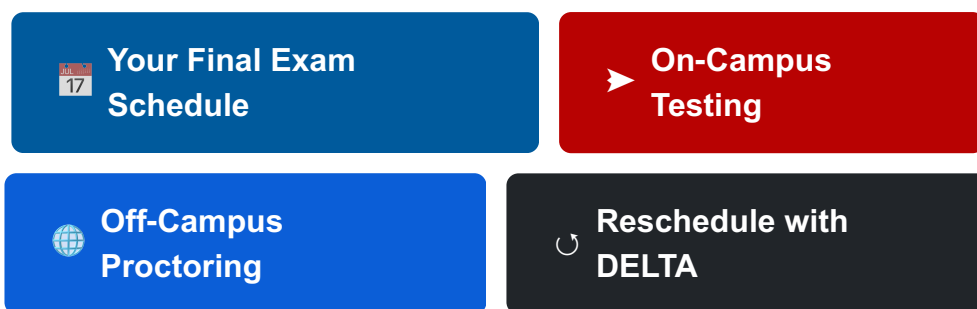 Your Final Exam
Schedule
On-Campus
Testing
Off-Campus
Proctoring
Reschedule with
DELTA
JUL
17